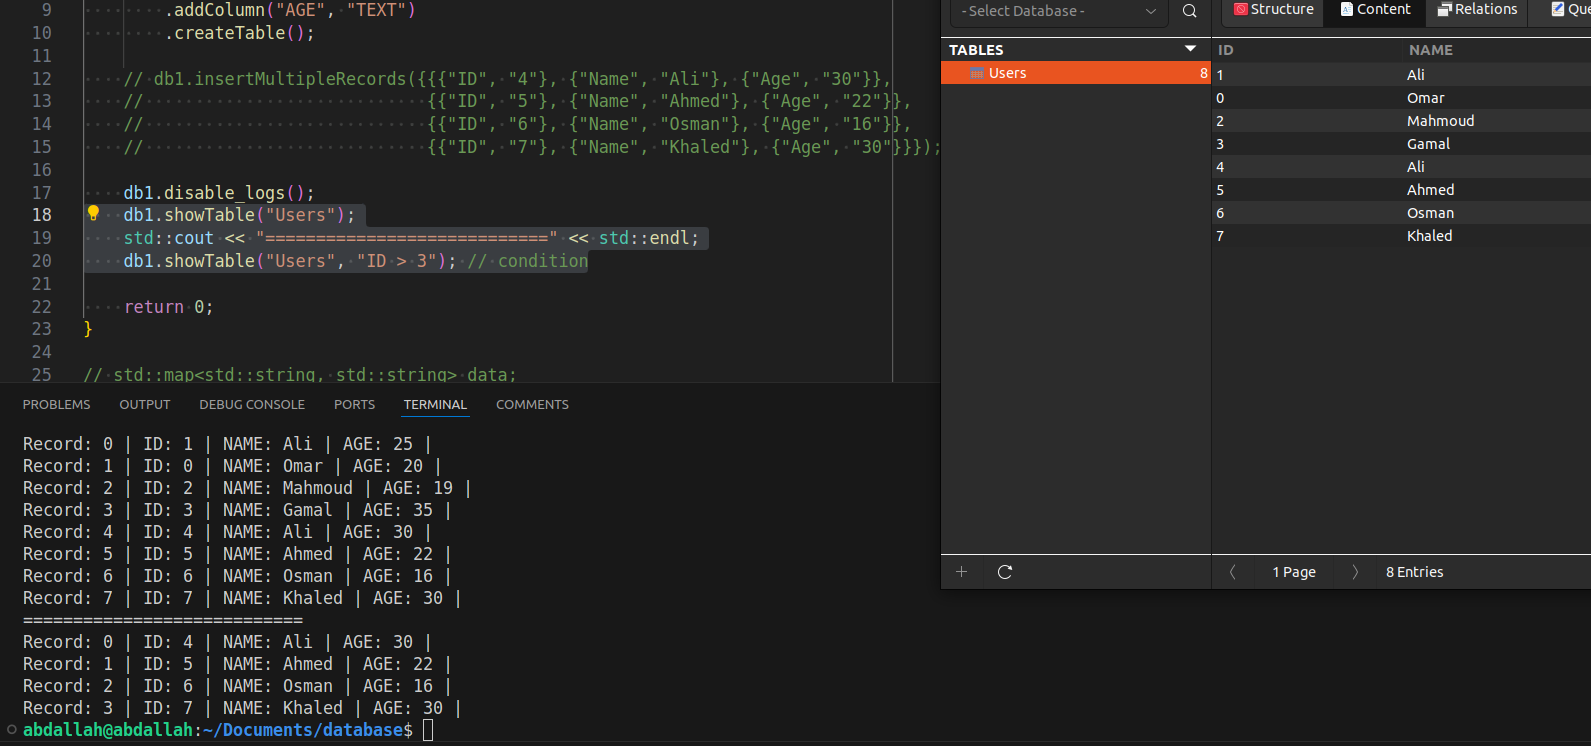 9 .addColumn("AGE", "TEXT")
10 .createTable();
11
12 // db1.insertMultipleRecords({{{"ID", "4"}, {"Name", "Ali"}, {"Age", "30"}},
13 // {{"ID", "5"}, {"Name", "Ahmed"}, {"Age", "22"}},
14 // {{"ID", "6"}, {"Name", "Osman"}, {"Age", "16"}},
15 // {{"ID", "7"}, {"Name", "Khaled"}, {"Age", "30"}}});
16
17 db1.disable_logs();
18 db1.showTable("Users");
19 std::cout << "============================" << std::endl;
20 db1.showTable("Users", "ID > 3"); // condition
21
22 return 0;
23 }
24
25 // std::map<std::string, std::string> data;
PROBLEMS OUTPUT DEBUG CONSOLE PORTS TERMINAL COMMENTS
Record: 0 | ID: 1 | NAME: Ali | AGE: 25 |
Record: 1 | ID: 0 | NAME: Omar | AGE: 20 |
Record: 2 | ID: 2 | NAME: Mahmoud | AGE: 19 |
Record: 3 | ID: 3 | NAME: Gamal | AGE: 35 |
Record: 4 | ID: 4 | NAME: Ali | AGE: 30 |
Record: 5 | ID: 5 | NAME: Ahmed | AGE: 22 |
Record: 6 | ID: 6 | NAME: Osman | AGE: 16 |
Record: 7 | ID: 7 | NAME: Khaled | AGE: 30 |
============================
Record: 0 | ID: 4 | NAME: Ali | AGE: 30 |
Record: 1 | ID: 5 | NAME: Ahmed | AGE: 22 |
Record: 2 | ID: 6 | NAME: Osman | AGE: 16 |
Record: 3 | ID: 7 | NAME: Khaled | AGE: 30 |
abdallah@abdallah:~/Documents/database$
- Select Database -
Structure Content Relations Que
TABLES
Users 8
ID NAME
1 Ali
0 Omar
2 Mahmoud
3 Gamal
4 Ali
5 Ahmed
6 Osman
7 Khaled
1 Page 8 Entries